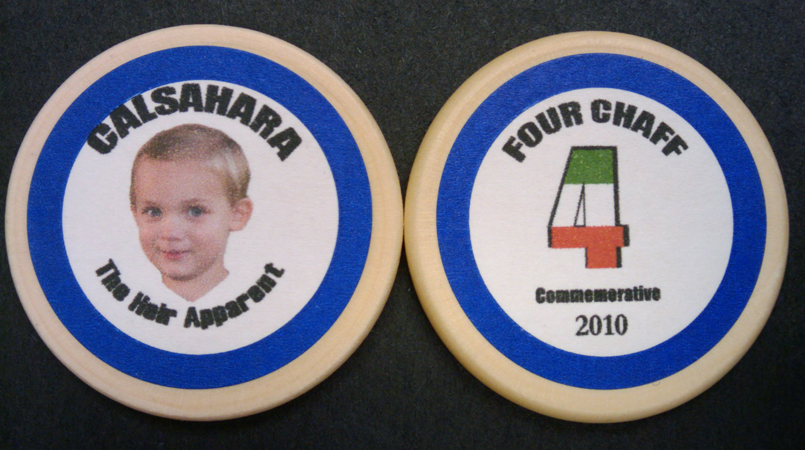 CALSAHARA
The Heir Apparent
FOUR CHAFF
4
Commemorative
2010